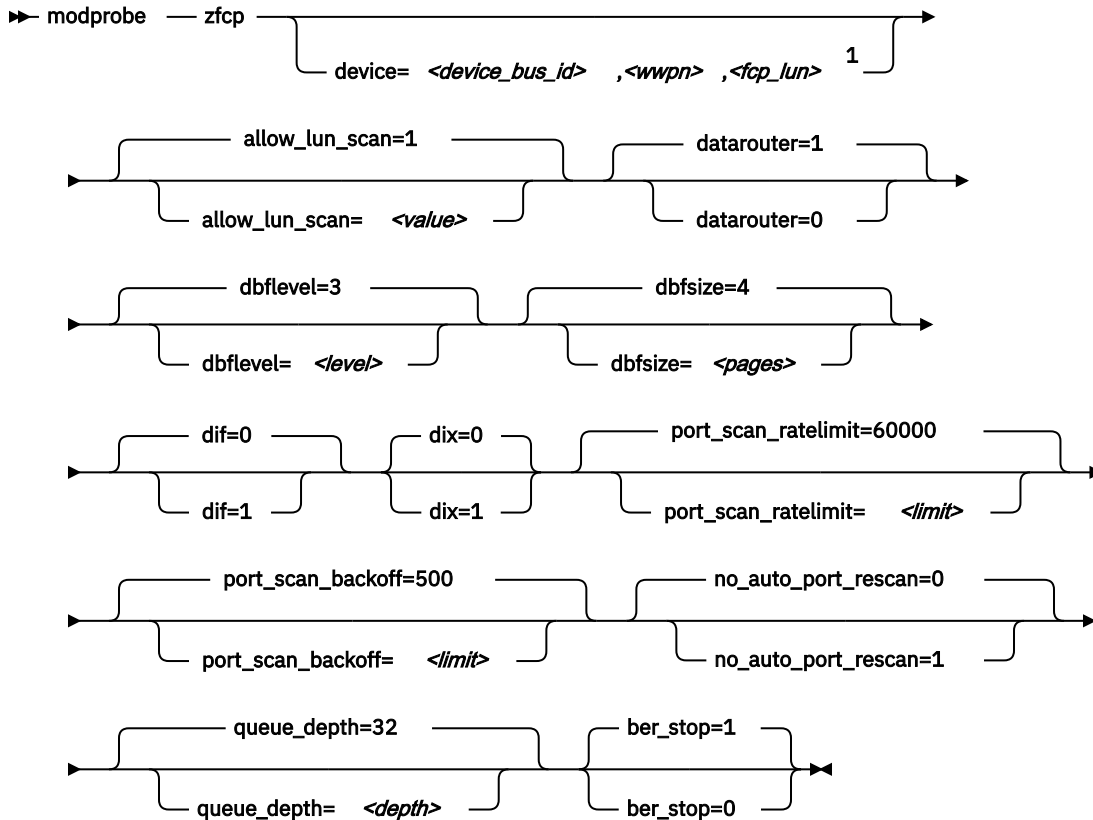 modprobe zfcp
device= <device_bus_id> ,<wwpn> ,<fcp_lun> 1
allow_lun_scan=1 datarouter=1
allow_lun_scan= <value> datarouter=0
dbflevel=3 dbfsize=4
dbflevel= <level> dbfsize= <pages>
dif=0 dix=0 port_scan_ratelimit=60000
dif=1 dix=1 port_scan_ratelimit= <limit>
port_scan_backoff=500 no_auto_port_rescan=0
port_scan_backoff= <limit> no_auto_port_rescan=1
queue_depth=32 ber_stop=1
queue_depth= <depth> ber_stop=0